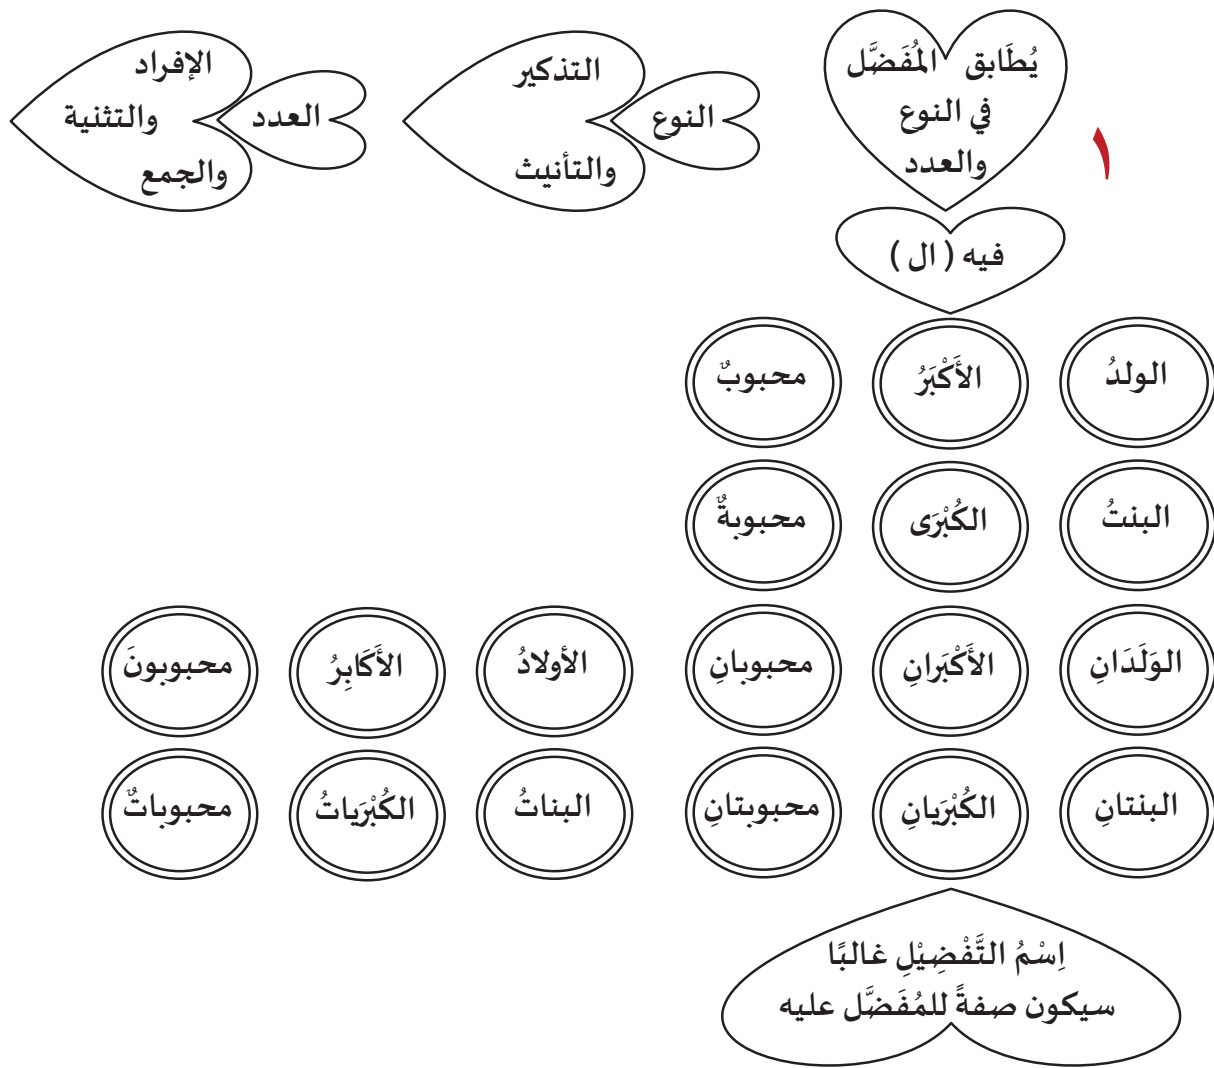 ١
يُطَابق المُفَضَّل
في النوع
والعدد
النوع
التذكير
والتأنيث
العدد
الإفراد
والتثنية
والجمع
فيه ( ال )
الولدُ الأَكْبَرُ محبوبٌ
البنتُ الكُبْرَى محبوبةٌ
الوَلَدَانِ الأَكْبَرانِ محبوبانِ الأولادُ الأَكَابِرُ محبوبونَ
البنتانِ الكُبْرَيانِ محبوبتانِ البناتُ الكُبْرَياتُ محبوباتٌ
اِسْمُ التَّفْضِيْلِ غالبًا
سيكون صفةً للمُفَضَّل عليه